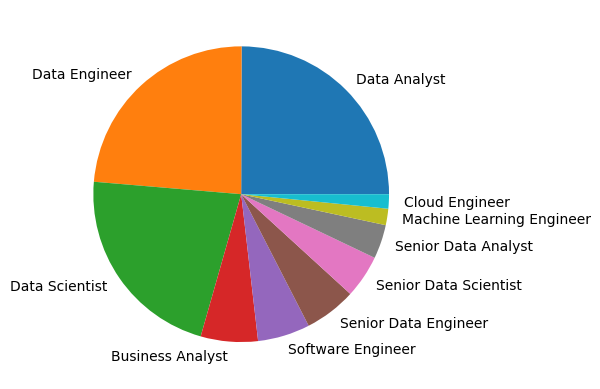 Data Analyst
Data Engineer
Data Scientist
Business Analyst
Software Engineer
Senior Data Engineer
Senior Data Scientist
Senior Data Analyst
Machine Learning Engineer
Cloud Engineer